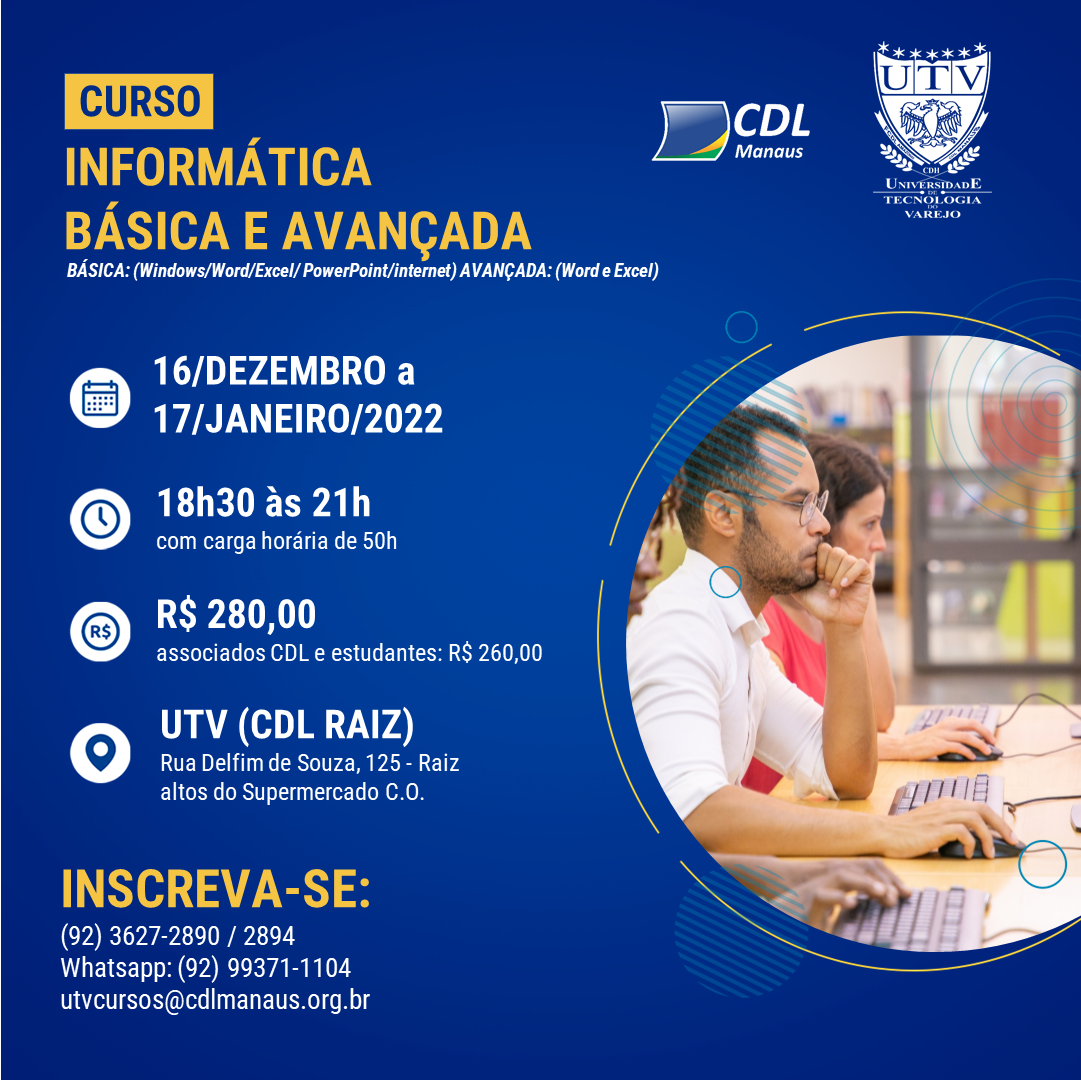 CURSO
INFORMÁTICA
BÁSICA E AVANÇADA
BÁSICA: (Windows/Word/Excel/ PowerPoint/internet) AVANÇADA: (Word e Excel)
CDL
Manaus
UTV
CDH
UNIVERSIDADE
DE
TECNOLOGIA
DO
VAREJO
16/DEZEMBRO a
17/JANEIRO/2022
18h30 às 21h
com carga horária de 50h
R$
R$ 280,00
associados CDL e estudantes: R$ 260,00
UTV (CDL RAIZ)
Rua Delfim de Souza, 125 - Raiz
altos do Supermercado C.O.
INSCREVA-SE:
(92) 3627-2890 / 2894
Whatsapp: (92) 99371-1104
utvcursos@cdlmanaus.org.br